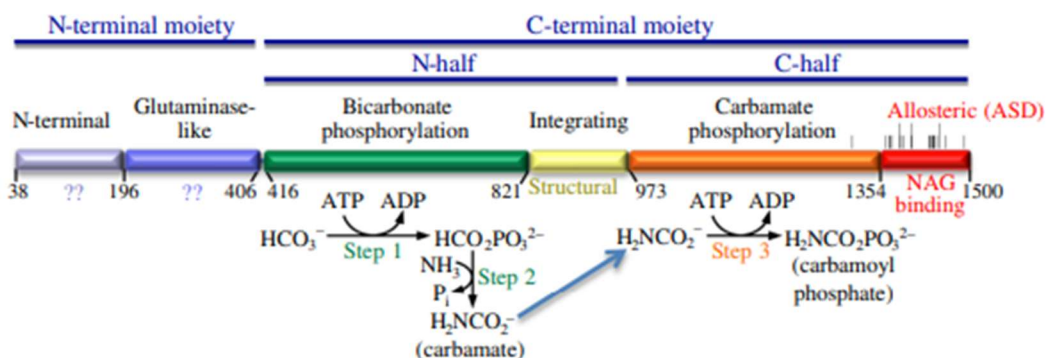 N-terminal moiety C-terminal moiety
N-half C-half
N-terminal Glutaminase-like Bicarbonate phosphorylation Integrating Carbamate phosphorylation Allosteric (ASD)
38 ?? 196 ?? 406 416 821 Structural 973 1354 NAG binding 1500
ATP ADP ATP ADP
HCO₃⁻ Step 1 HCO₂PO₃²⁻ H₂NCO₂⁻ Step 3 H₂NCO₂PO₃²⁻
NH₃ Step 2 (carbamoyl
Pᵢ phosphate)
H₂NCO₂⁻
(carbamate)